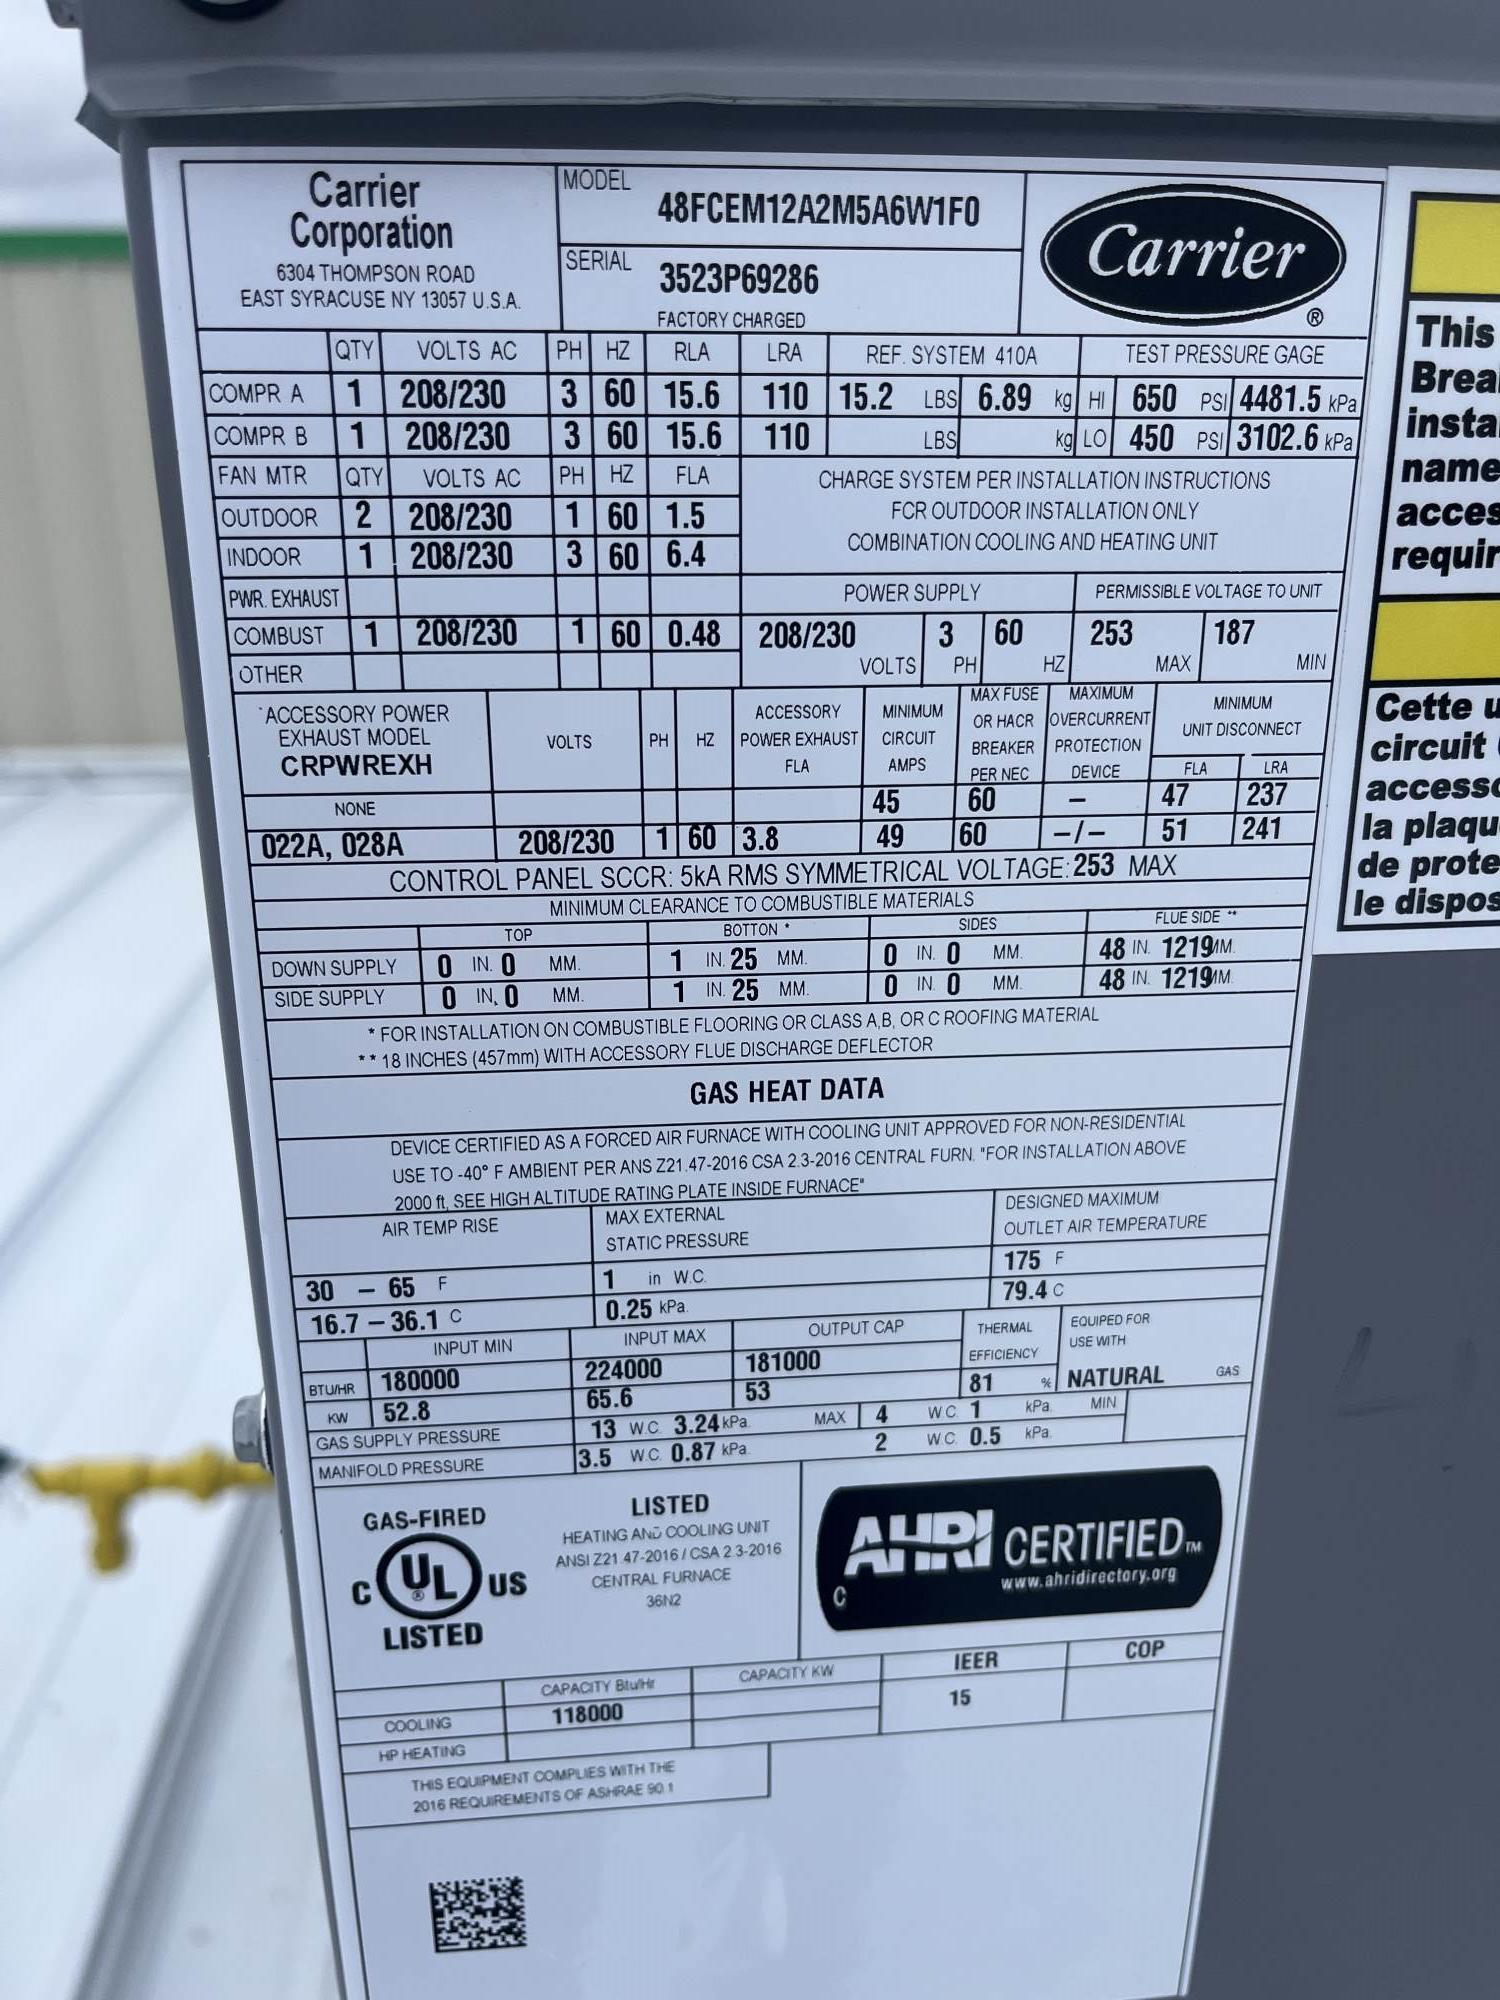 Carrier
Corporation
6304 THOMPSON ROAD
EAST SYRACUSE NY 13057 U.S.A.
MODEL
48FCEM12A2M5A6W1F0
SERIAL
3523P69286
FACTORY CHARGED
Carrier
®
QTY VOLTS AC PH HZ RLA LRA REF. SYSTEM 410A TEST PRESSURE GAGE
COMPR A 1 208/230 3 60 15.6 110 15.2 LBS 6.89 kg HI 650 PSI 4481.5 kPa
COMPR B 1 208/230 3 60 15.6 110 LBS kg LO 450 PSI 3102.6 kPa
FAN MTR QTY VOLTS AC PH HZ FLA
OUTDOOR 2 208/230 1 60 1.5
INDOOR 1 208/230 3 60 6.4
PWR. EXHAUST
COMBUST 1 208/230 1 60 0.48
OTHER
CHARGE SYSTEM PER INSTALLATION INSTRUCTIONS
FOR OUTDOOR INSTALLATION ONLY
COMBINATION COOLING AND HEATING UNIT
POWER SUPPLY PERMISSIBLE VOLTAGE TO UNIT
208/230 VOLTS 3 PH 60 HZ 253 MAX 187 MIN
*ACCESSORY POWER
EXHAUST MODEL
CRPWREXH
VOLTS PH HZ
ACCESSORY
POWER EXHAUST
FLA
MINIMUM
CIRCUIT
AMPS
MAX FUSE
OR HACR
BREAKER
PER NEC
MAXIMUM
OVERCURRENT
PROTECTION
DEVICE
MINIMUM
UNIT DISCONNECT
FLA LRA
NONE 45 60 – 47 237
022A, 028A 208/230 1 60 3.8 49 60 –/– 51 241
CONTROL PANEL SCCR: 5kA RMS SYMMETRICAL VOLTAGE: 253 MAX
MINIMUM CLEARANCE TO COMBUSTIBLE MATERIALS
TOP BOTTON * SIDES FLUE SIDE **
DOWN SUPPLY 0 IN. 0 MM. 1 IN. 25 MM. 0 IN. 0 MM. 48 IN. 1219 MM.
SIDE SUPPLY 0 IN. 0 MM. 1 IN. 25 MM. 0 IN. 0 MM. 48 IN. 1219 MM.
* FOR INSTALLATION ON COMBUSTIBLE FLOORING OR CLASS A,B, OR C ROOFING MATERIAL
** 18 INCHES (457mm) WITH ACCESSORY FLUE DISCHARGE DEFLECTOR
GAS HEAT DATA
DEVICE CERTIFIED AS A FORCED AIR FURNACE WITH COOLING UNIT APPROVED FOR NON-RESIDENTIAL
USE TO -40° F AMBIENT PER ANS Z21.47-2016 CSA 2.3-2016 CENTRAL FURN. "FOR INSTALLATION ABOVE
2000 ft, SEE HIGH ALTITUDE RATING PLATE INSIDE FURNACE"
AIR TEMP RISE
30 – 65 F
16.7 – 36.1 C
MAX EXTERNAL
STATIC PRESSURE
1 in W.C.
0.25 kPa.
DESIGNED MAXIMUM
OUTLET AIR TEMPERATURE
175 F
79.4 C
INPUT MIN INPUT MAX OUTPUT CAP
BTU/HR 180000 224000 181000
KW 52.8 65.6 53
THERMAL
EFFICIENCY
81 %
EQUIPED FOR
USE WITH
NATURAL GAS
GAS SUPPLY PRESSURE 13 W.C. 3.24 kPa. MAX 4 W.C. 1 kPa. MIN
MANIFOLD PRESSURE 3.5 W.C. 0.87 kPa. 2 W.C. 0.5 kPa.
GAS-FIRED
C UL ® US
LISTED
LISTED
HEATING AND COOLING UNIT
ANSI Z21 47-2016 / CSA 2 3-2016
CENTRAL FURNACE
36N2
AHRI CERTIFIED™
www.ahridirectory.org
C
CAPACITY Btu/Hr CAPACITY KW IEER COP
COOLING 118000 15
HP HEATING
THIS EQUIPMENT COMPLIES WITH THE
2016 REQUIREMENTS OF ASHRAE 90.1
This
Brea
insta
name
acces
requir
Cette u
circuit
accesso
la plaqu
de prote
le dispos